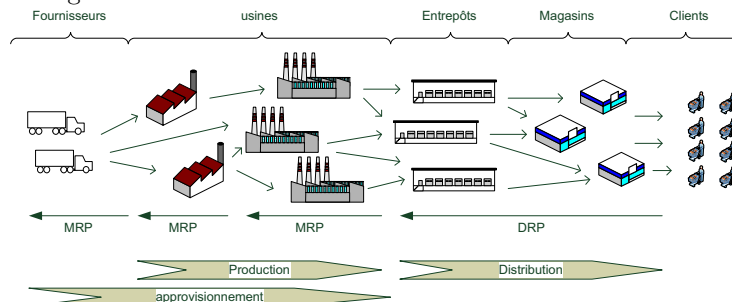 Fournisseurs usines Entrepôts Magasins Clients
MRP MRP MRP DRP
Production Distribution
approvisionnement